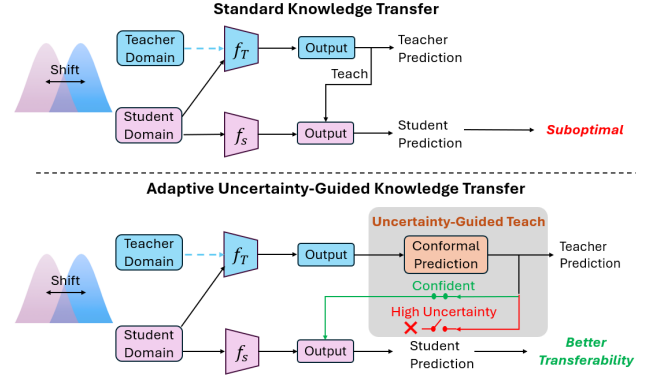 Standard Knowledge Transfer
Teacher
Domain
f_T
Output
Teacher
Prediction
Shift
Teach
Student
Domain
f_s
Output
Student
Prediction
Suboptimal
Adaptive Uncertainty-Guided Knowledge Transfer
Uncertainty-Guided Teach
Teacher
Domain
f_T
Output
Conformal
Prediction
Teacher
Prediction
Shift
Confident
High Uncertainty
Student
Domain
f_s
Output
Student
Prediction
Better
Transferability